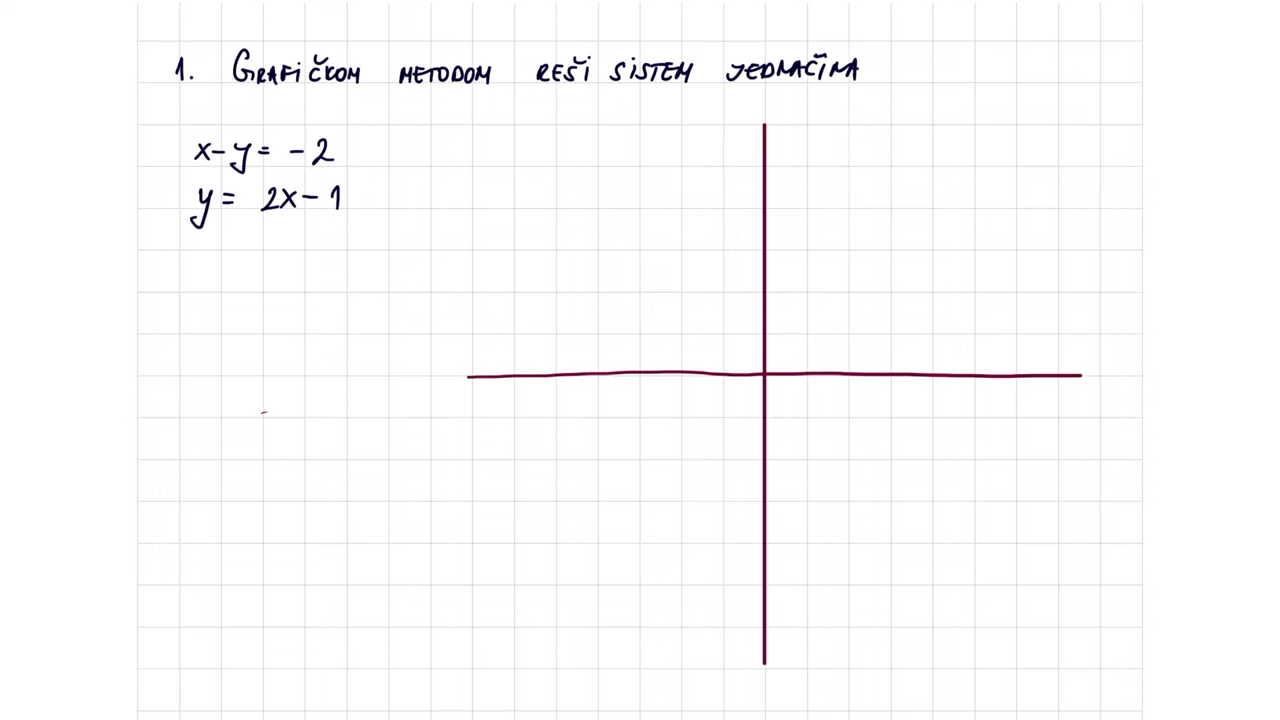 1. GRAFIČKOM METODOM REŠI SISTEM JEDNAČINA
x - y = -2
y = 2x - 1